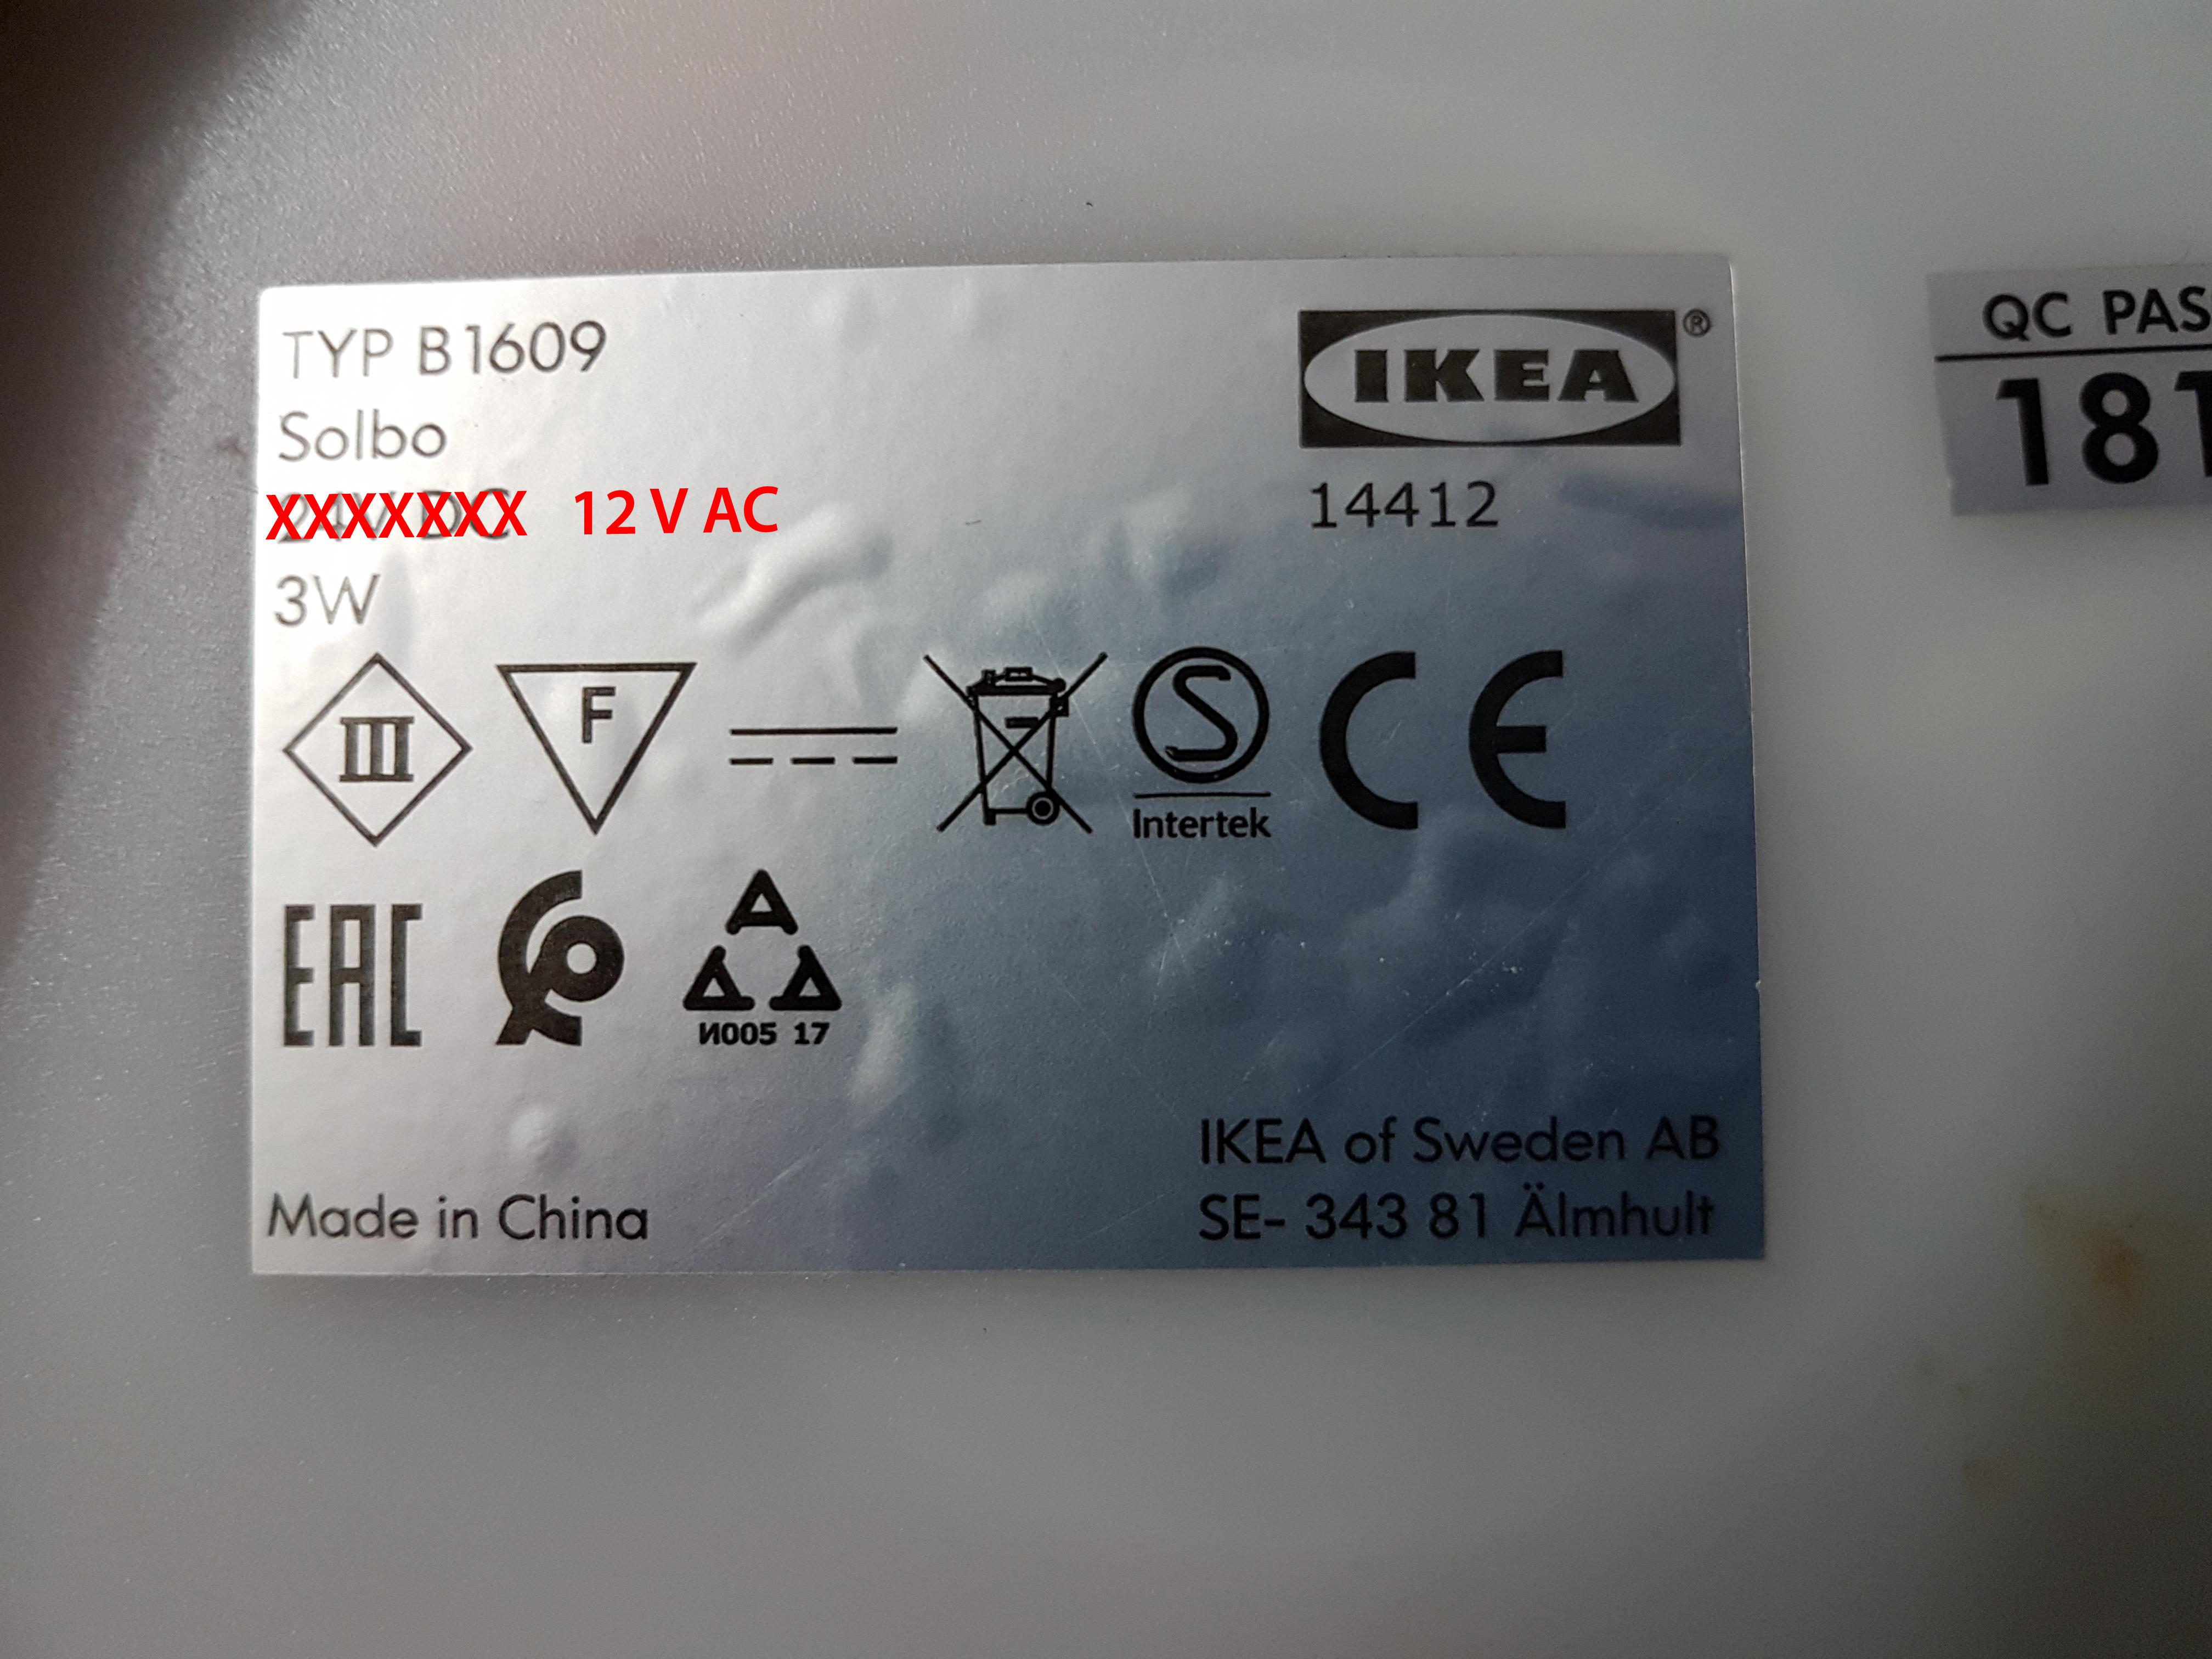 TYP B1609
Solbo
XXXXXXX 12 V AC
3W
IKEA®
14412
QC PAS
181
III
F
S
Intertek
CE
EAC
A
И005 17
Made in China
IKEA of Sweden AB
SE- 343 81 Älmhult